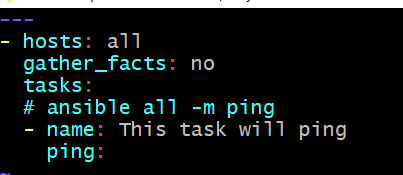 ---
- hosts: all
  gather_facts: no
  tasks:
  # ansible all -m ping
  - name: This task will ping
    ping:
~